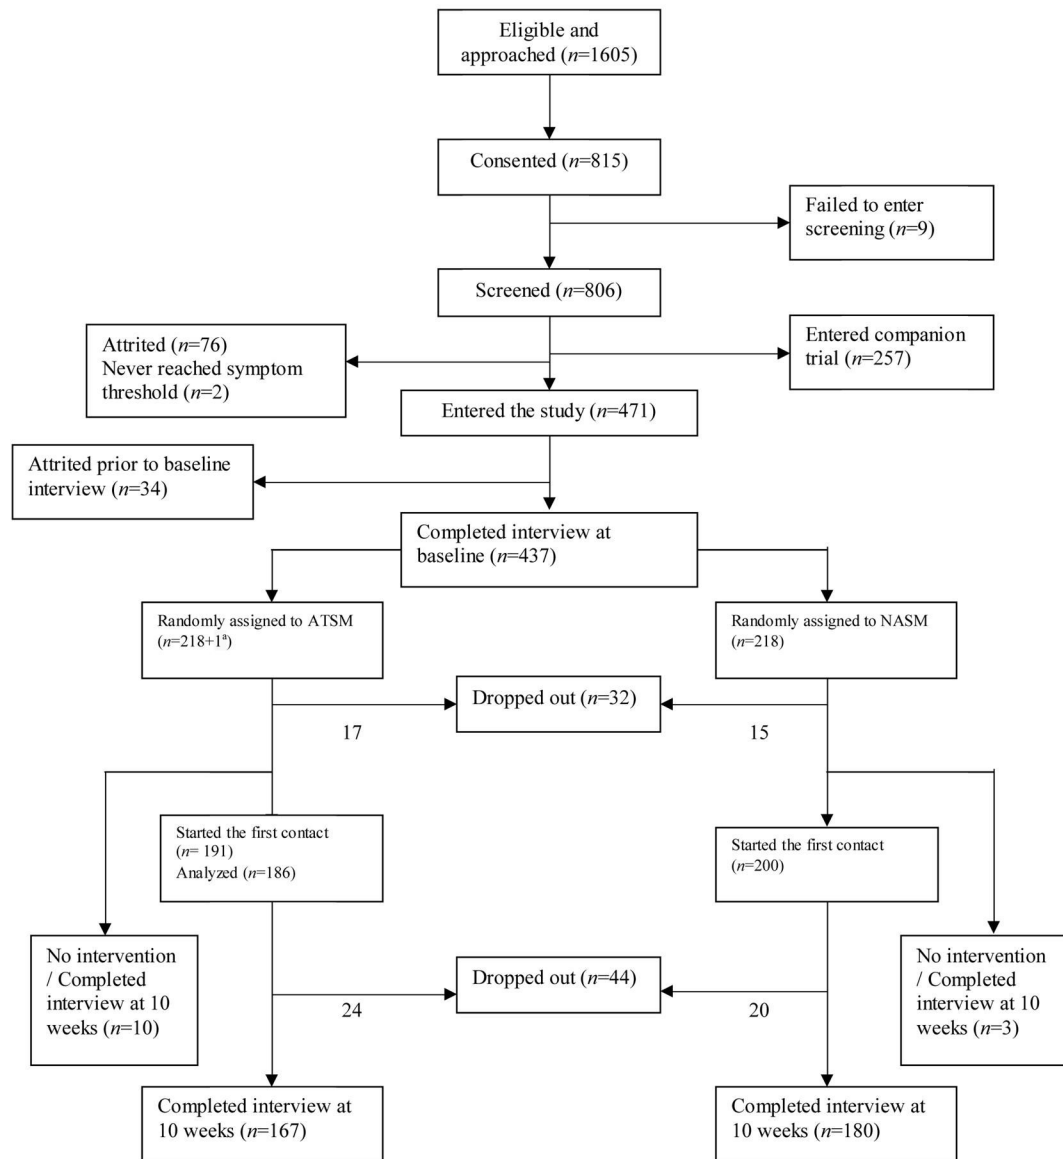 Eligible and
approached (n=1605)
Consented (n=815)
Failed to enter
screening (n=9)
Screened (n=806)
Attrited (n=76)
Never reached symptom
threshold (n=2)
Entered companion
trial (n=257)
Entered the study (n=471)
Attrited prior to baseline
interview (n=34)
Completed interview at
baseline (n=437)
Randomly assigned to ATSM
(n=218+1ª)
Randomly assigned to NASM
(n=218)
Dropped out (n=32)
17
15
Started the first contact
(n= 191)
Analyzed (n=186)
Started the first contact
(n=200)
No intervention
/ Completed
interview at 10
weeks (n=10)
Dropped out (n=44)
24
20
No intervention
/ Completed
interview at 10
weeks (n=3)
Completed interview at
10 weeks (n=167)
Completed interview at
10 weeks (n=180)